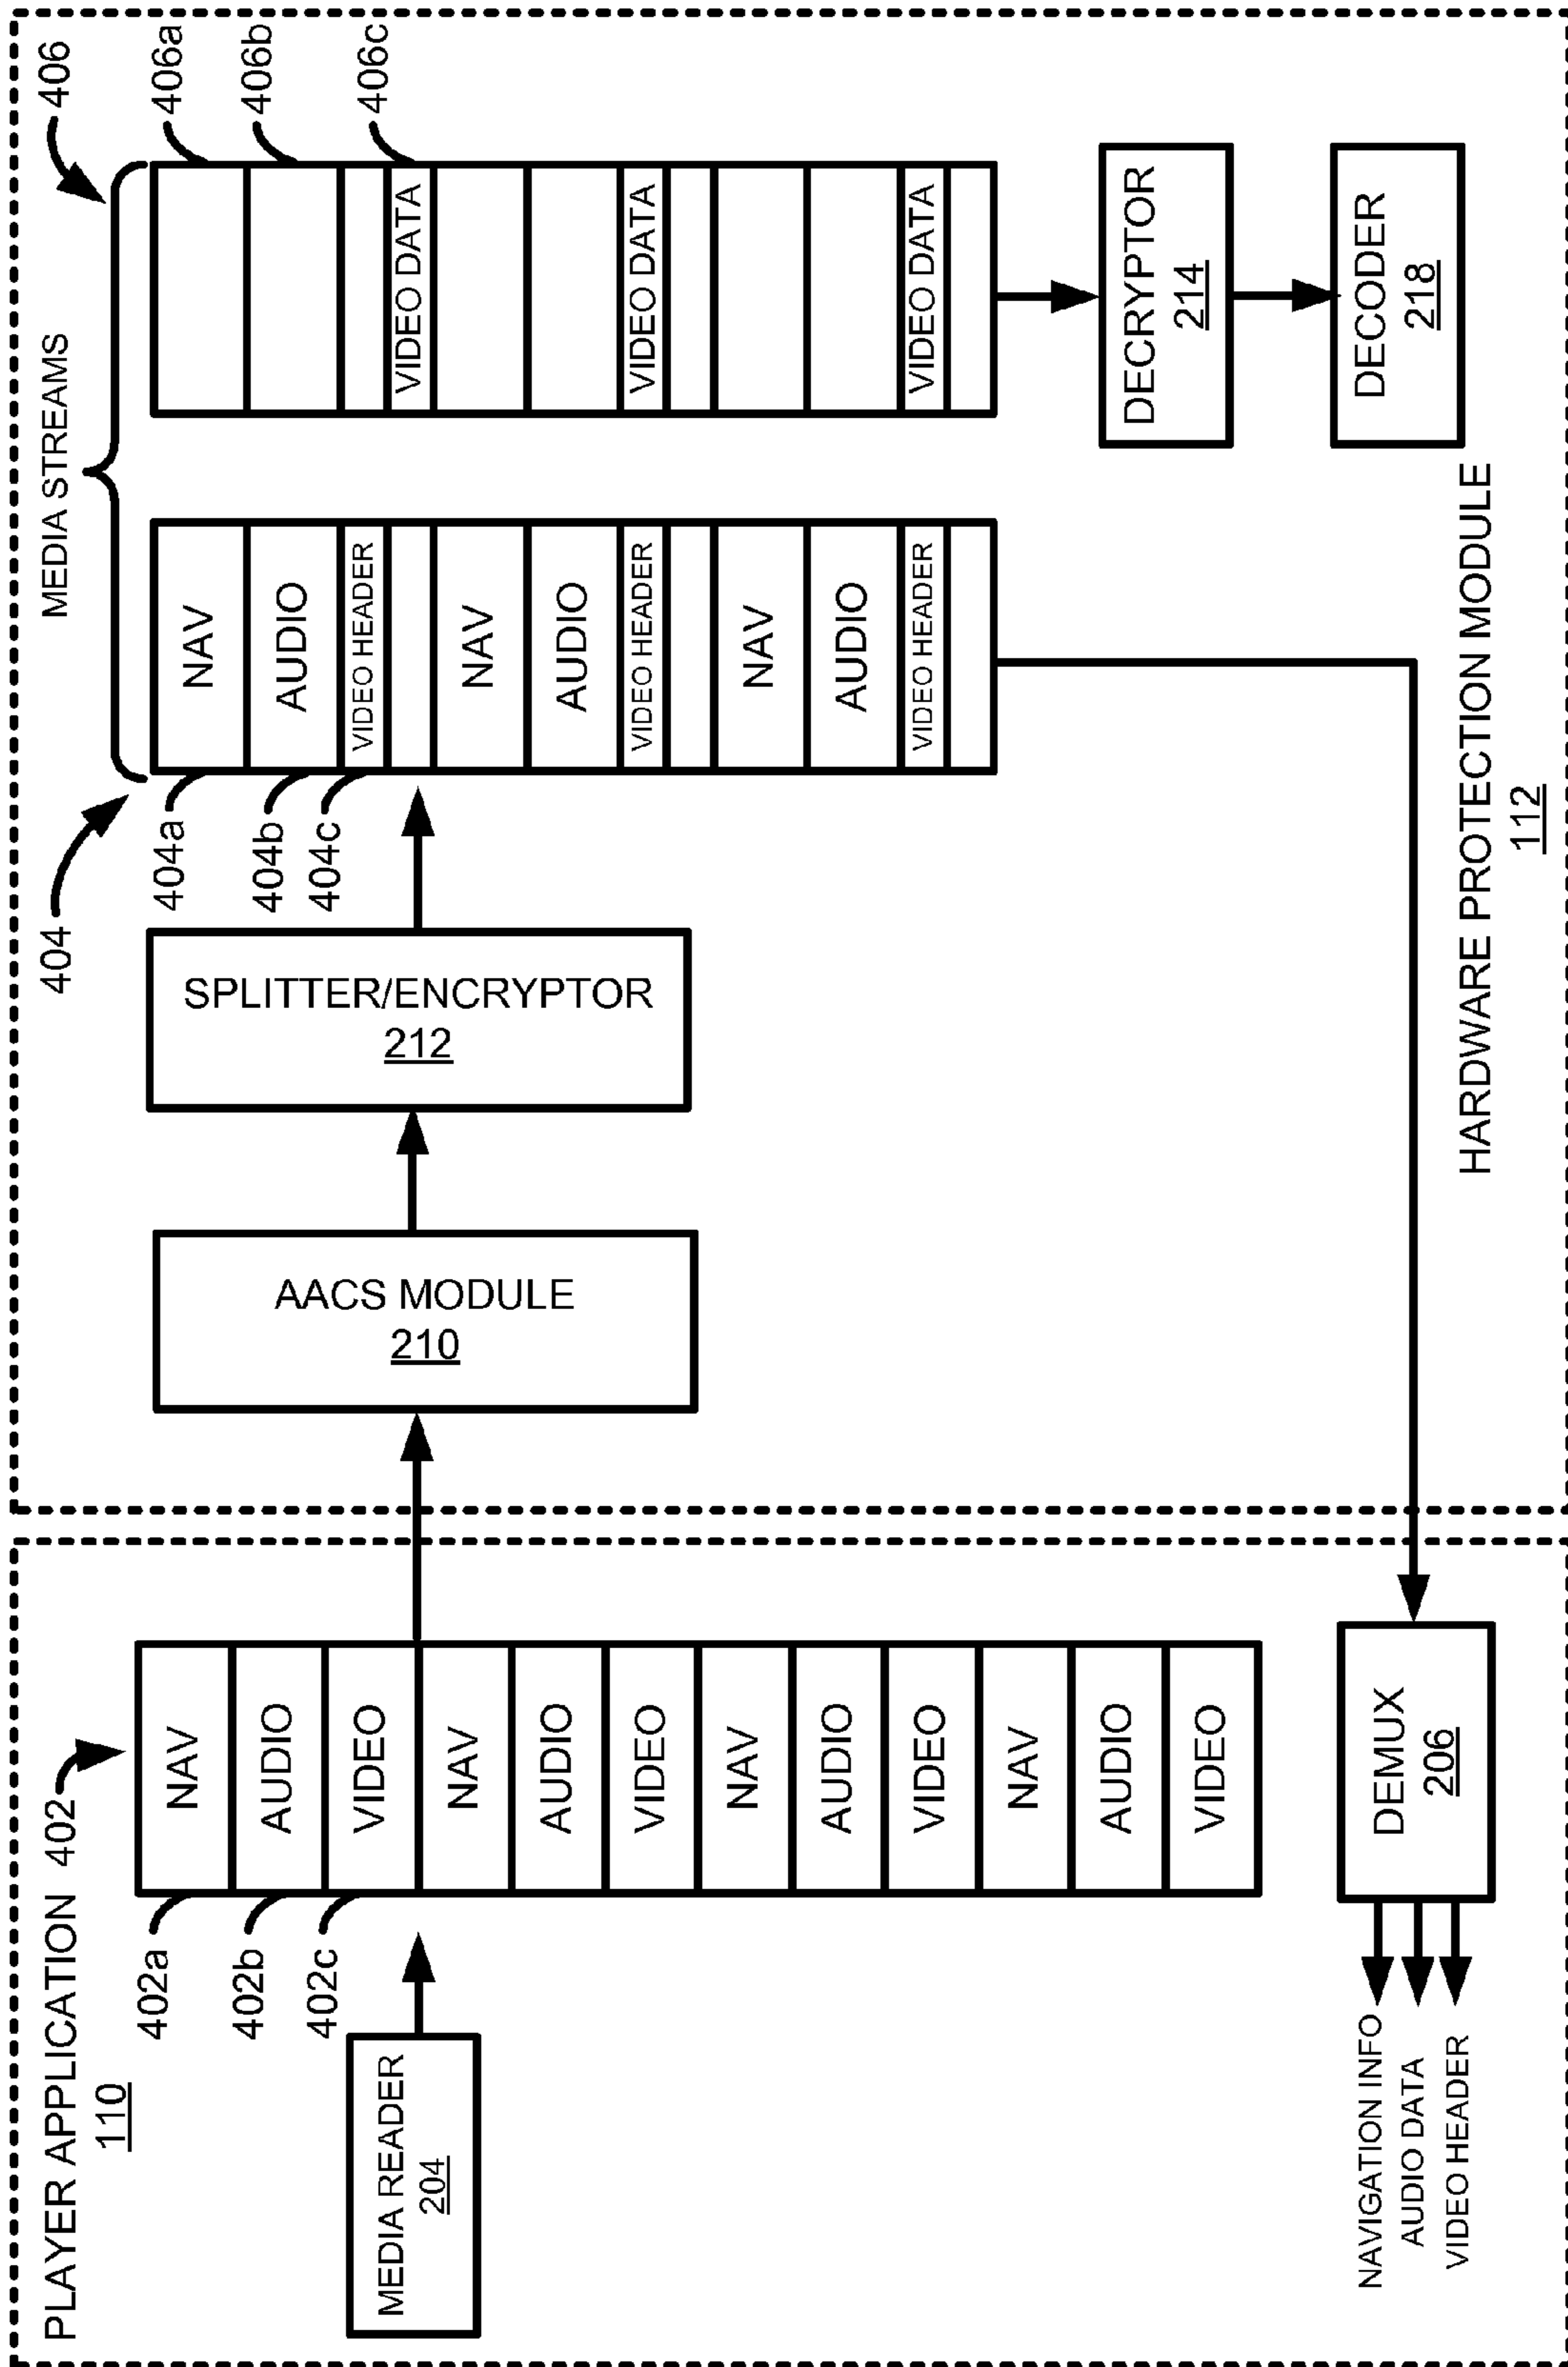 PLAYER APPLICATION
110
402
402a
402b
402c
MEDIA READER
204
NAV
AUDIO
VIDEO
NAV
AUDIO
VIDEO
NAV
AUDIO
VIDEO
NAV
AUDIO
VIDEO
DEMUX
206
NAVIGATION INFO
AUDIO DATA
VIDEO HEADER
AACS MODULE
210
SPLITTER/ENCRYPTOR
212
MEDIA STREAMS
404
404a
404b
404c
NAV
AUDIO
VIDEO HEADER
NAV
AUDIO
VIDEO HEADER
NAV
AUDIO
VIDEO HEADER
406
406a
406b
406c
VIDEO DATA
VIDEO DATA
VIDEO DATA
DECRYPTOR
214
DECODER
218
HARDWARE PROTECTION MODULE
112